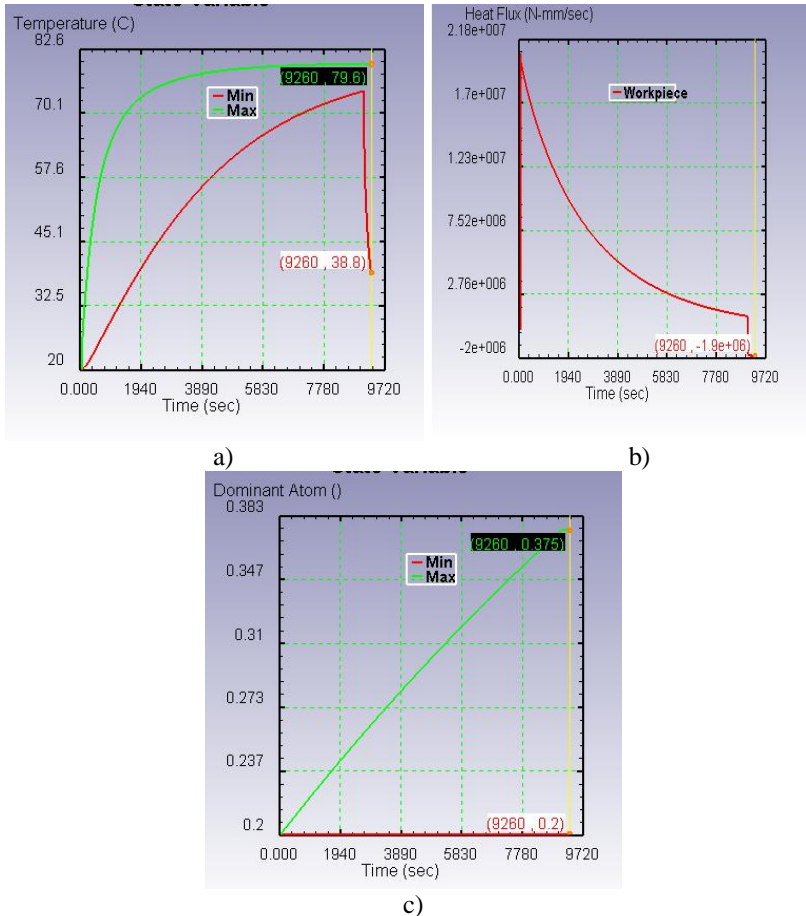 State Variable
Temperature (C)
82.6
70.1
57.6
45.1
32.5
20
(9260 , 79.6)
Min
Max
(9260 , 38.8)
0.000 1940 3890 5830 7780 9720
Time (sec)
a)
Heat Flux (N-mm/sec)
2.18e+007
1.7e+007
1.23e+007
7.52e+006
2.76e+006
-2e+006
Workpiece
(9260 , -1.9e+06)
0.000 1940 3890 5830 7780 9720
Time (sec)
b)
State Variable
Dominant Atom ()
0.383
0.347
0.31
0.273
0.237
0.2
(9260 , 0.375)
Min
Max
(9260 , 0.2)
0.000 1940 3890 5830 7780 9720
Time (sec)
c)